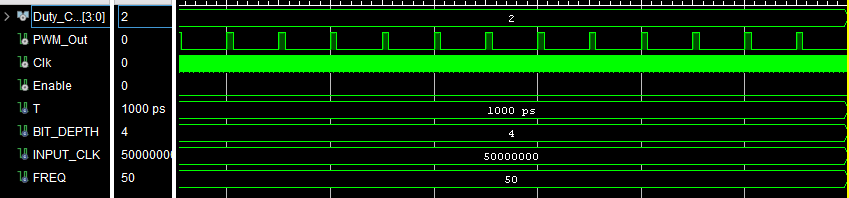 Duty_C...[3:0] 2 2
PWM_Out 0
Clk 0
Enable 0
T 1000 ps 1000 ps
BIT_DEPTH 4 4
INPUT_CLK 50000000 50000000
FREQ 50 50